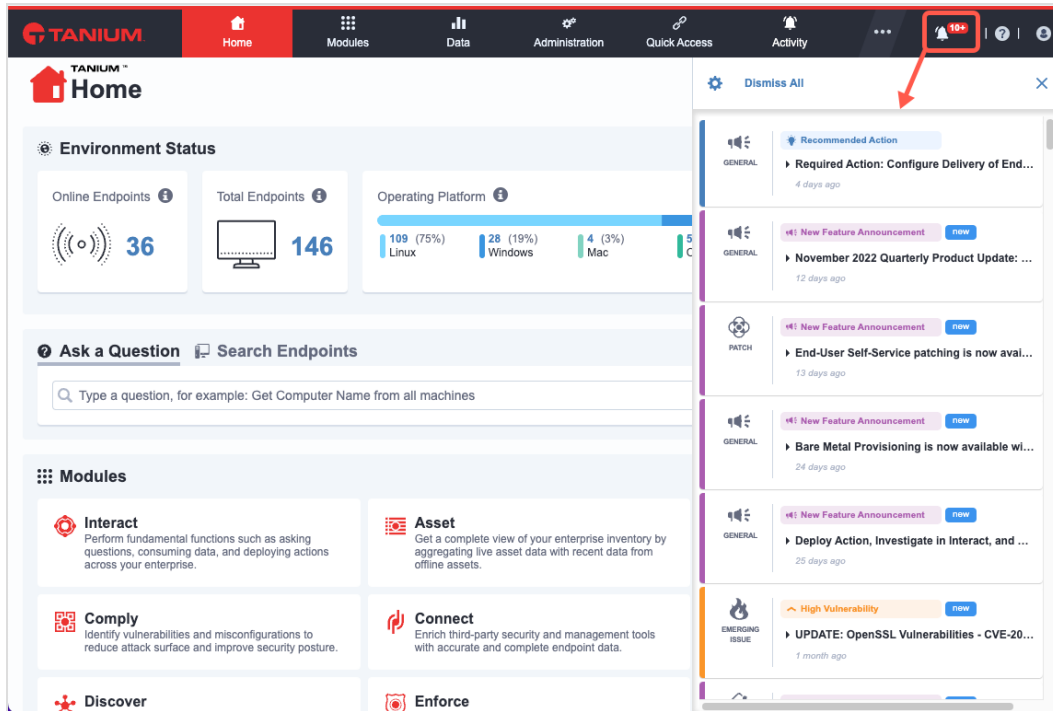 TANIUM
Home
Modules
Data
Administration
Quick Access
Activity
10+
TANIUM ™
Home
Dismiss All
Environment Status
Online Endpoints
36
Total Endpoints
146
Operating Platform
109 (75%)
Linux
28 (19%)
Windows
4 (3%)
Mac
5
Ask a Question
Search Endpoints
Type a question, for example: Get Computer Name from all machines
Modules
Interact
Perform fundamental functions such as asking
questions, consuming data, and deploying actions
across your enterprise.
Asset
Get a complete view of your enterprise inventory by
aggregating live asset data with recent data from
offline assets.
Comply
Identify vulnerabilities and misconfigurations to
reduce attack surface and improve security posture.
Connect
Enrich third-party security and management tools
with accurate and complete endpoint data.
Discover
Enforce
GENERAL
Recommended Action
Required Action: Configure Delivery of End...
4 days ago
GENERAL
New Feature Announcement
new
November 2022 Quarterly Product Update: ...
12 days ago
PATCH
New Feature Announcement
new
End-User Self-Service patching is now avai...
13 days ago
GENERAL
New Feature Announcement
new
Bare Metal Provisioning is now available wi...
24 days ago
GENERAL
New Feature Announcement
new
Deploy Action, Investigate in Interact, and ...
25 days ago
EMERGING
ISSUE
High Vulnerability
new
UPDATE: OpenSSL Vulnerabilities - CVE-20...
1 month ago